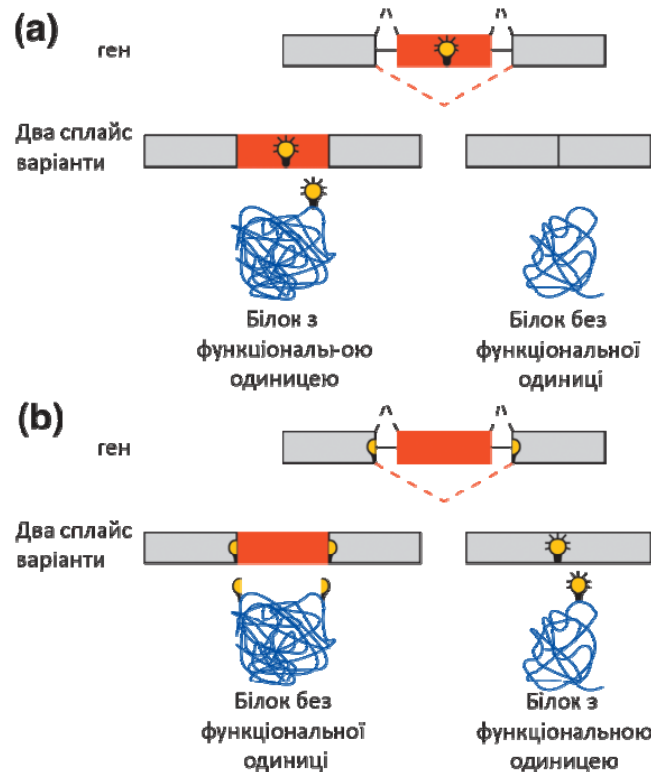 (a)
ген
Два сплайс
варіанти
Білок з
функціональ-ою
одиницею
Білок без
функціональної
одиниці
(b)
ген
Два сплайс
варіанти
Білок без
функціональної
одиниці
Білок з
функціональною
одиницею